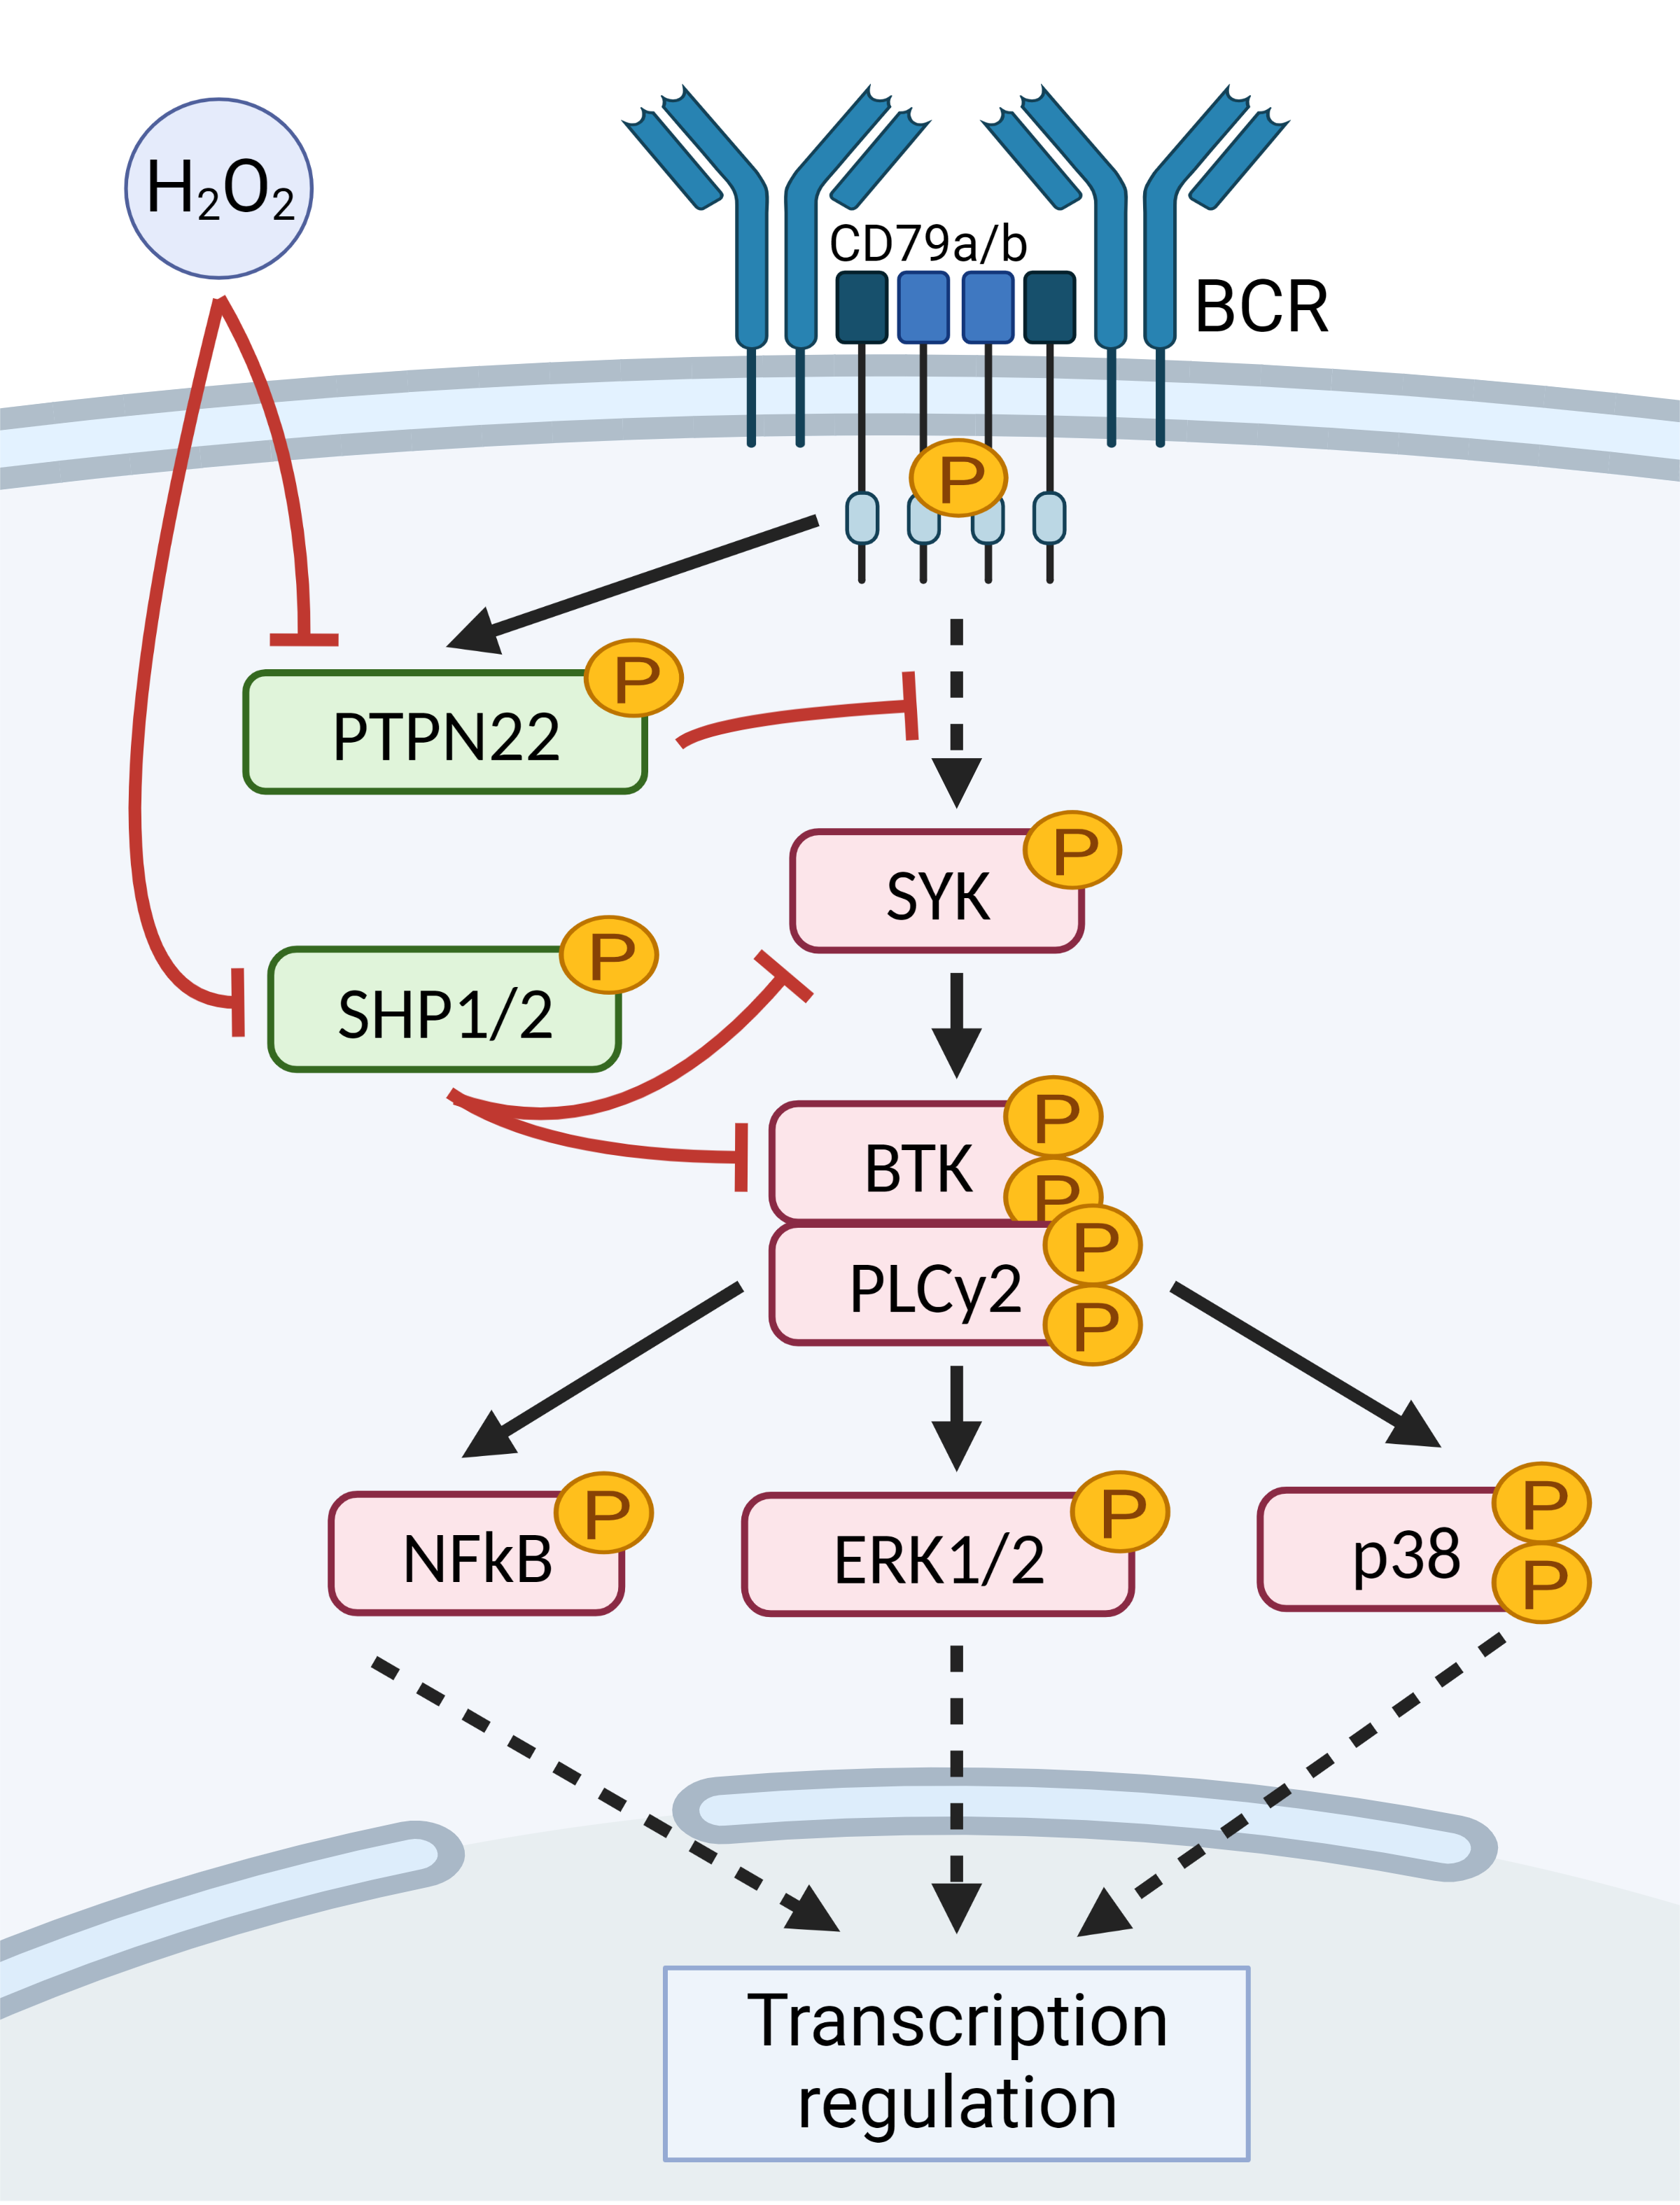 H₂O₂
CD79a/b
BCR
P
P
PTPN22
P
SYK
P
SHP1/2
P
BTK
P
P
PLCy2
P
P
NFkB
P
ERK1/2
P
p38
P
P
Transcription
regulation